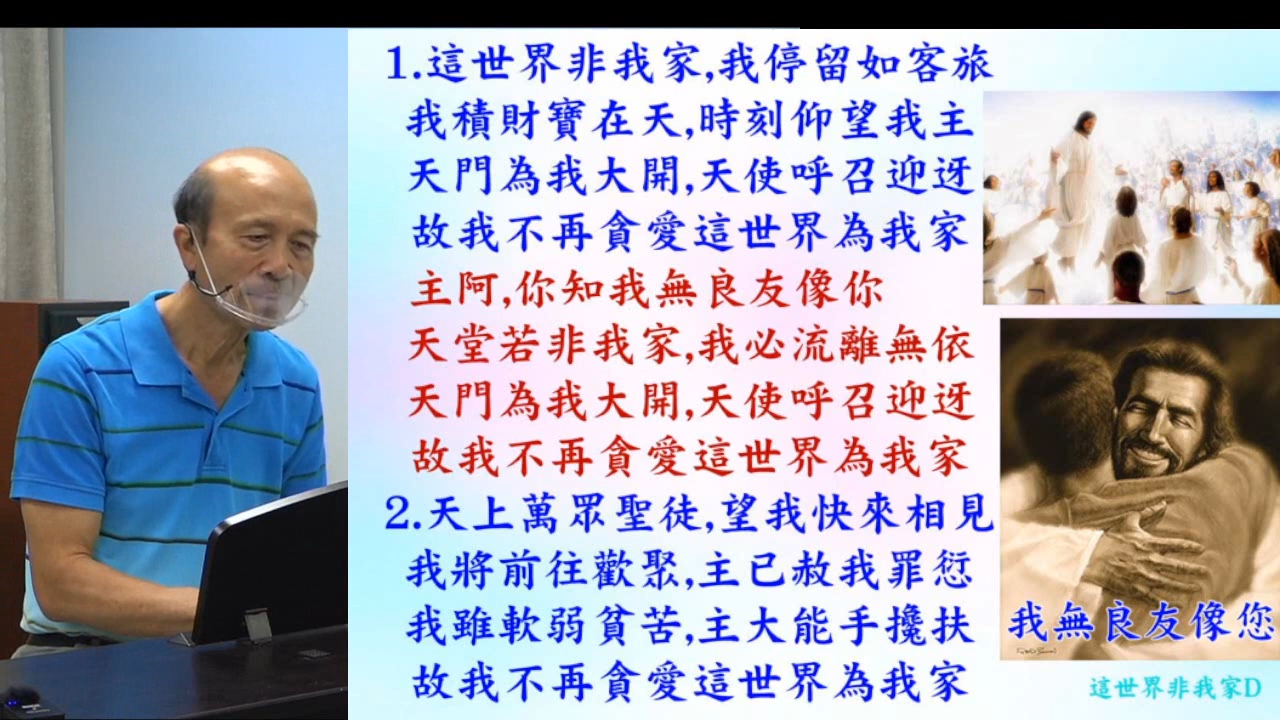 1.這世界非我家,我停留如客旅
我積財寶在天,時刻仰望我主
天門為我大開,天使呼召迎迓
故我不再貪愛這世界為我家
主阿,你知我無良友像你
天堂若非我家,我必流離無依
天門為我大開,天使呼召迎迓
故我不再貪愛這世界為我家
2.天上萬眾聖徒,望我快來相見
我將前往歡聚,主已赦我罪愆
我雖軟弱貧苦,主大能手攙扶
故我不再貪愛這世界為我家
我無良友像您
這世界非我家D